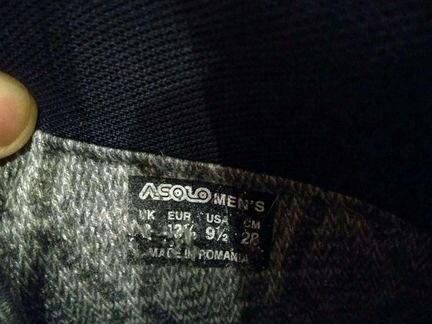 ASOLO MEN'S
UK EUR USA CM
9½ 28
MADE IN ROMANIA